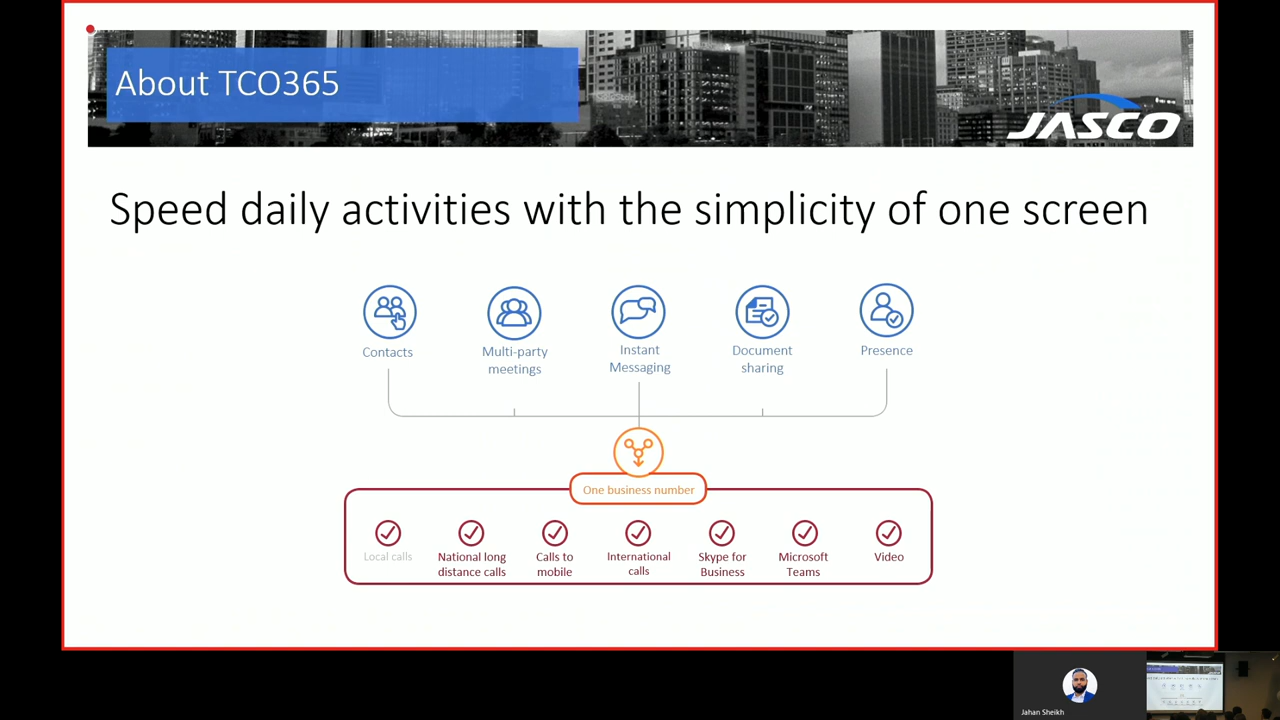 About TCO365
JASCO
Speed daily activities with the simplicity of one screen
Contacts
Multi-party
meetings
Instant
Messaging
Document
sharing
Presence
One business number
Local calls
National long
distance calls
Calls to
mobile
International
calls
Skype for
Business
Microsoft
Teams
Video
Jahan Sheikh